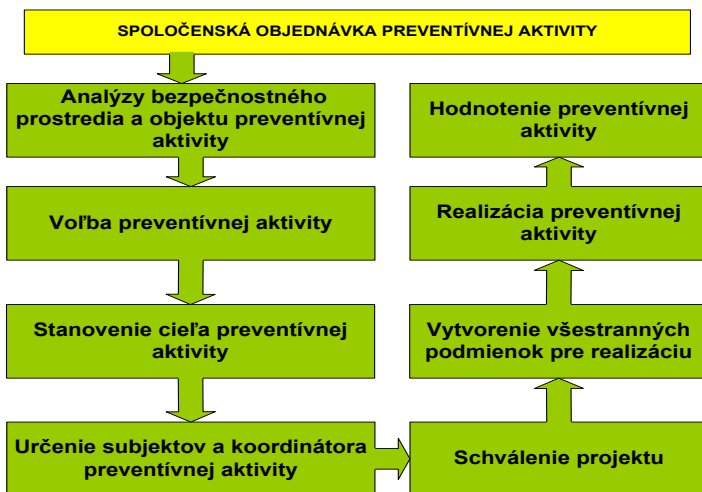 SPOLOČENSKÁ OBJEDNÁVKA PREVENTÍVNEJ AKTIVITY
Analýzy bezpečnostného
prostredia a objektu preventívnej
aktivity
Voľba preventívnej aktivity
Stanovenie cieľa preventívnej
aktivity
Určenie subjektov a koordinátora
preventívnej aktivity
Schválenie projektu
Vytvorenie všestranných
podmienok pre realizáciu
Realizácia preventívnej
aktivity
Hodnotenie preventívnej
aktivity